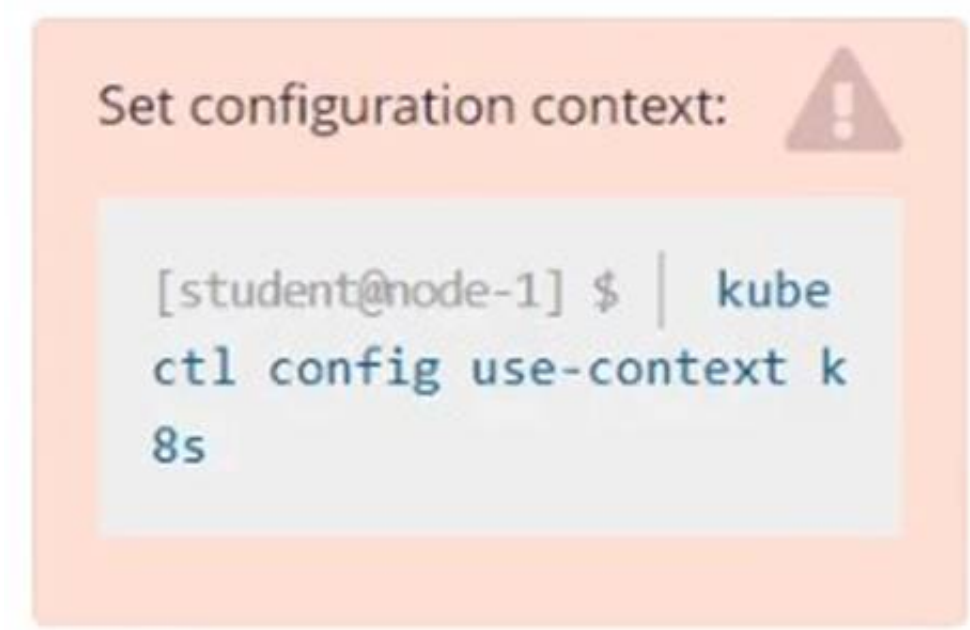 Set configuration context:
[student@node-1] $ | kube
ctl config use-context k
8s